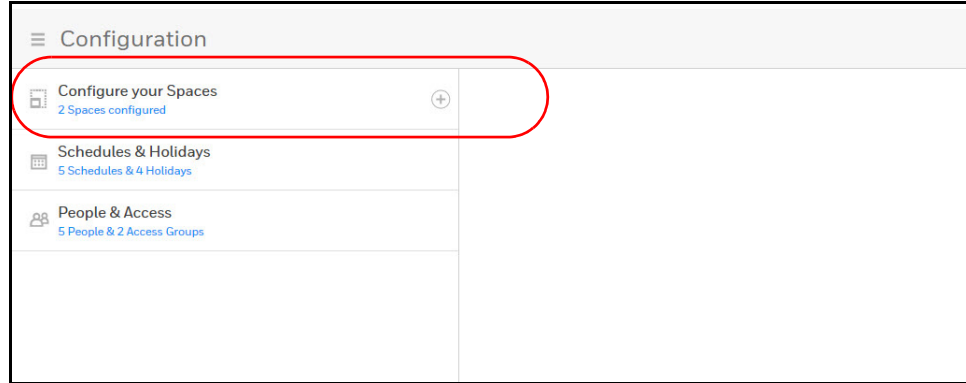 Configuration
Configure your Spaces
2 Spaces configured
Schedules & Holidays
5 Schedules & 4 Holidays
People & Access
5 People & 2 Access Groups